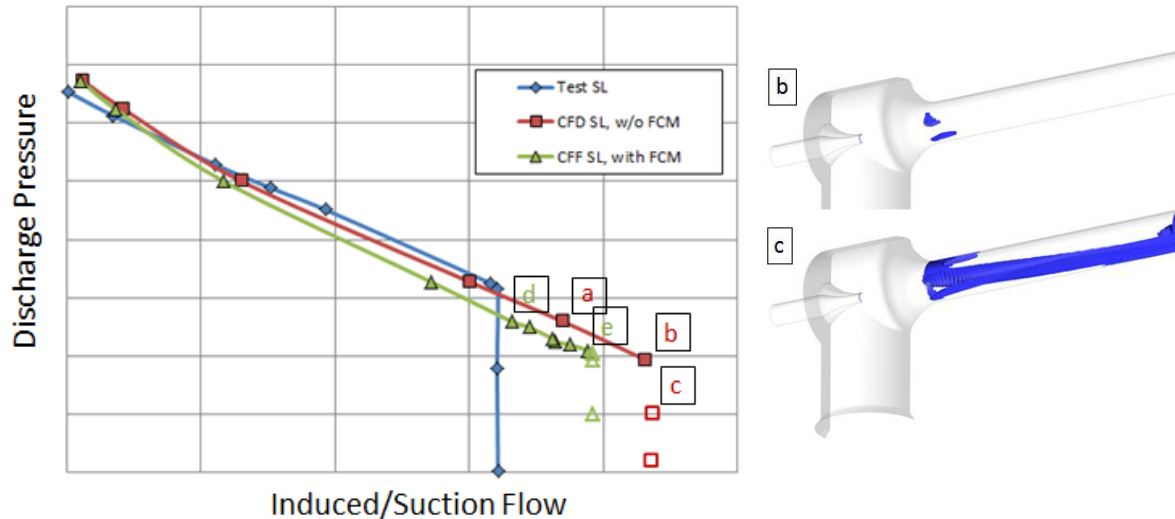 Discharge Pressure
Test SL
CFD SL, w/o FCM
CFF SL, with FCM
d
a
e
b
c
Induced/Suction Flow
b
c